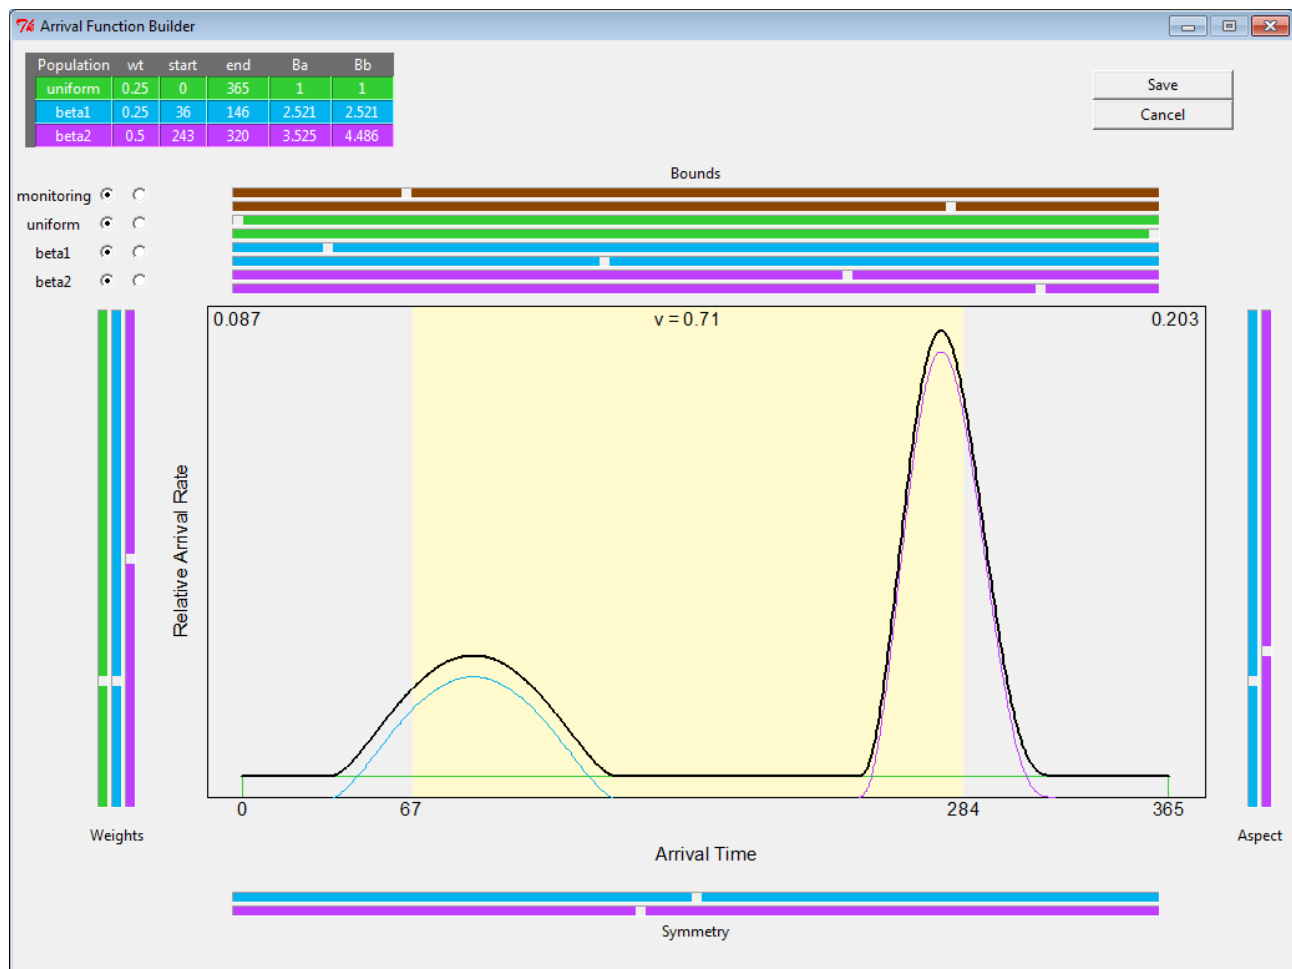 Arrival Function Builder
Population wt start end Ba Bb
uniform 0.25 0 365 1 1
beta1 0.25 36 146 2.521 2.521
beta2 0.5 243 320 3.525 4.486
Save
Cancel
Bounds
monitoring
uniform
beta1
beta2
0.087 v = 0.71 0.203
Relative Arrival Rate
0 67 284 365
Weights
Aspect
Arrival Time
Symmetry